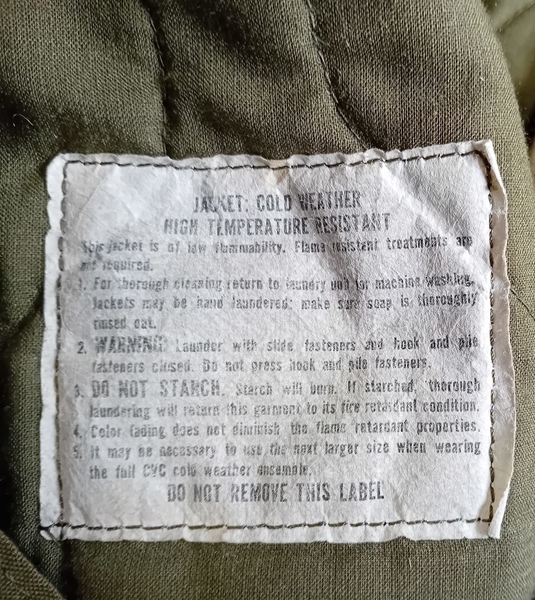 JACKET: COLD WEATHER
HIGH TEMPERATURE RESISTANT
This jacket is of low flammability. Flame resistant treatments are
not required.
1. For thorough cleaning return to laundry unit for machine washing.
Jackets may be hand laundered; make sure soap is thoroughly
rinsed out.
2. WARNING: Launder with slide fasteners and hook and pile
fasteners closed. Do not press hook and pile fasteners.
3. DO NOT STARCH. Starch will burn. If starched, thorough
laundering will return this garment to its fire retardant condition.
4. Color fading does not diminish the flame retardant properties.
5. It may be necessary to use the next larger size when wearing
the full CVC cold weather ensemble.
DO NOT REMOVE THIS LABEL